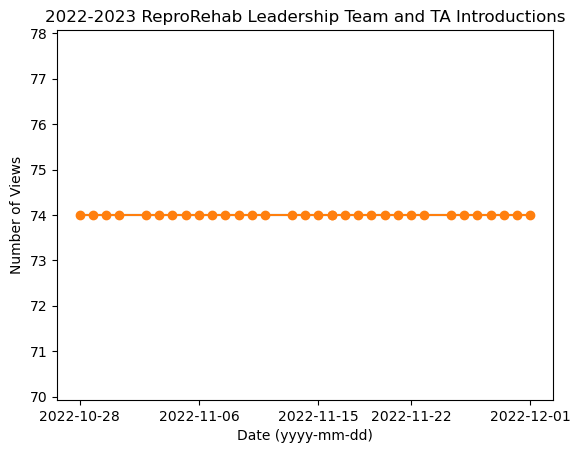 2022-2023 ReproRehab Leadership Team and TA Introductions
78
77
76
75
74
73
72
71
70
Number of Views
2022-10-28 2022-11-06 2022-11-15 2022-11-22 2022-12-01
Date (yyyy-mm-dd)